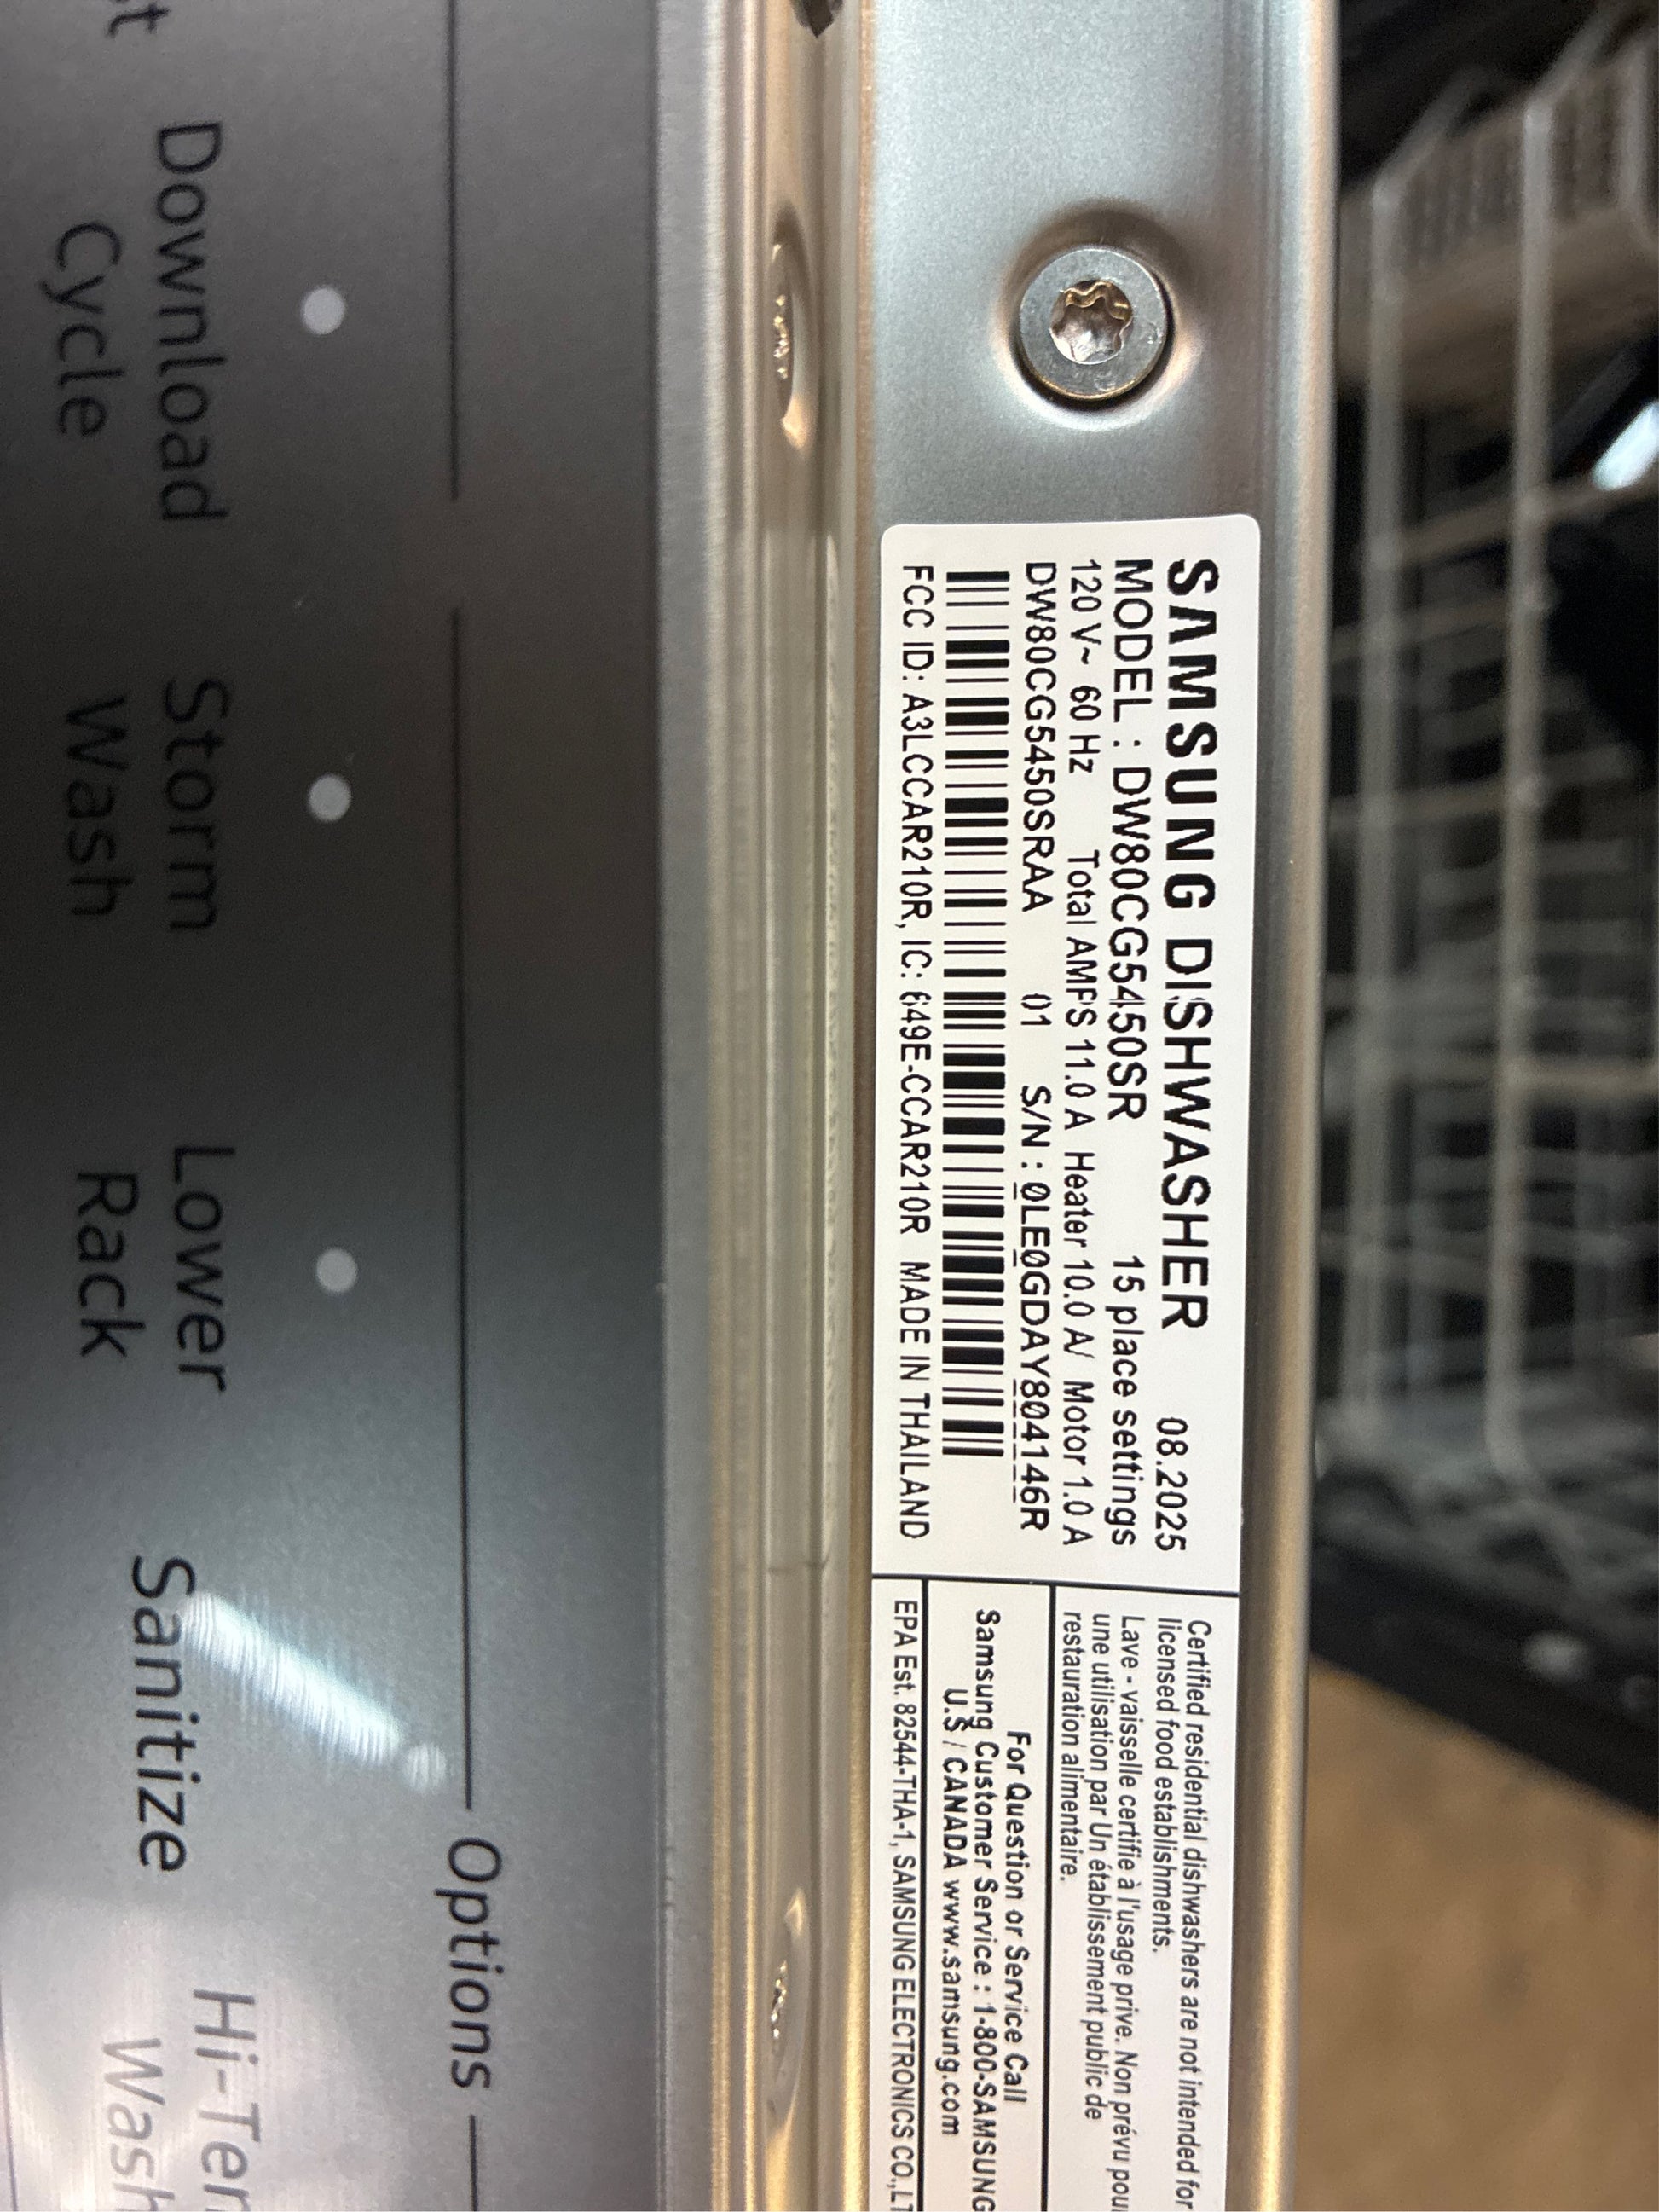 SAMSUNG DISHWASHER 08.2025
MODEL : DW80CG5450SR 15 place settings
120 V~ 60 Hz Total AMPS 11.0 A Heater 10.0 A/ Motor 1.0 A
DW80CG5450SRAA 01 S/N : 0LE0GDAY804146R
FCC ID: A3LCCAR210R, IC: 649E-CCAR210R MADE IN THAILAND
Certified residential dishwashers are not intended for
licensed food establishments.
Lave - vaisselle certifie à l'usage prive. Non prévu pou
une utilisation par Un établissement public de
restauration alimentaire.
For Question or Service Call
Samsung Customer Service : 1-800-SAMSUNG
U.S / CANADA www.samsung.com
EPA Est. 82544-THA-1, SAMSUNG ELECTRONICS CO.,LT
Options
Download
Cycle
Storm
Wash
Lower
Rack
Sanitize
Hi-Tem
Wash